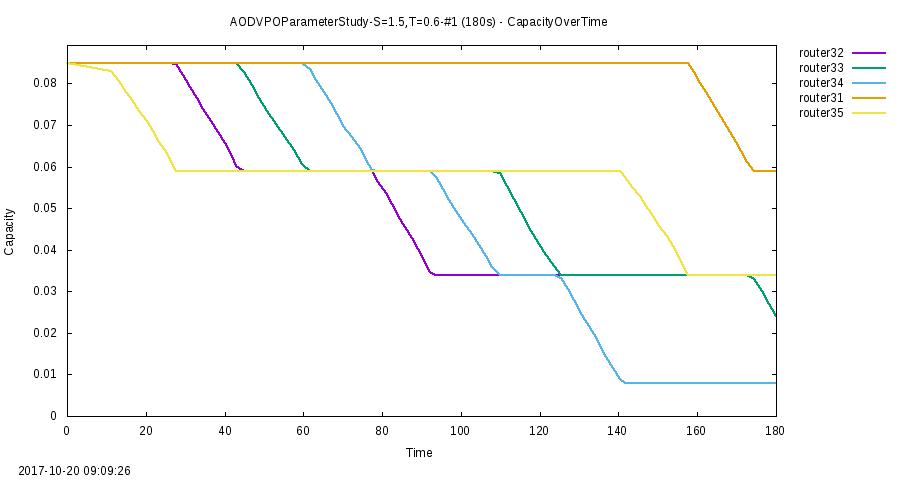 AODVPOParameterStudy-S=1.5,T=0.6-#1 (180s) - CapacityOverTime
router32
router33
router34
router31
router35
0.08
0.07
0.06
0.05
0.04
0.03
0.02
0.01
0
Capacity
0 20 40 60 80 100 120 140 160 180
Time
2017-10-20 09:09:26